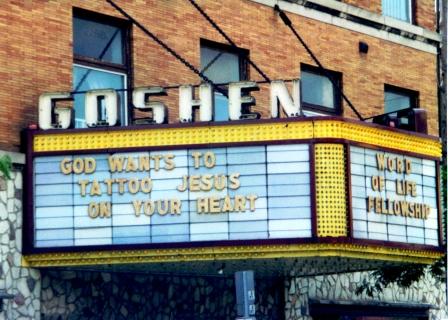 GOSHEN
GOD WANTS TO
TATTOO JESUS
ON YOUR HEART
WORD
OF LIFE
FELLOWSHIP